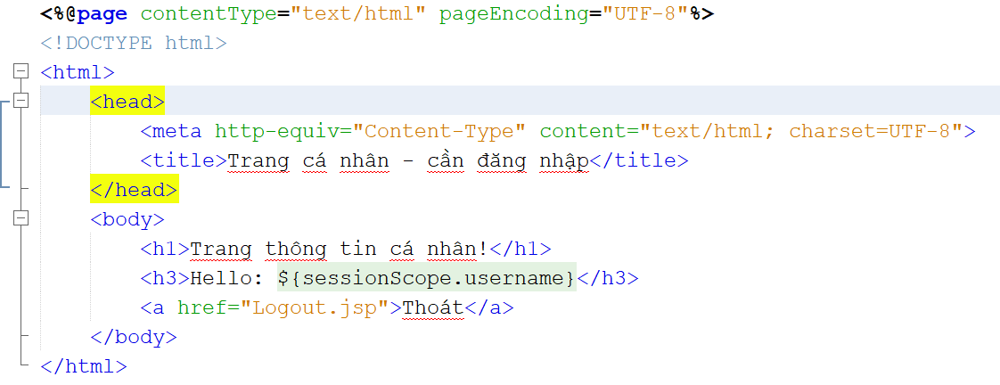 <%@page contentType="text/html" pageEncoding="UTF-8"%>
<!DOCTYPE html>
<html>
    <head>
        <meta http-equiv="Content-Type" content="text/html; charset=UTF-8">
        <title>Trang cá nhân - cần đăng nhập</title>
    </head>
    <body>
        <h1>Trang thông tin cá nhân!</h1>
        <h3>Hello: ${sessionScope.username}</h3>
        <a href="Logout.jsp">Thoát</a>
    </body>
</html>